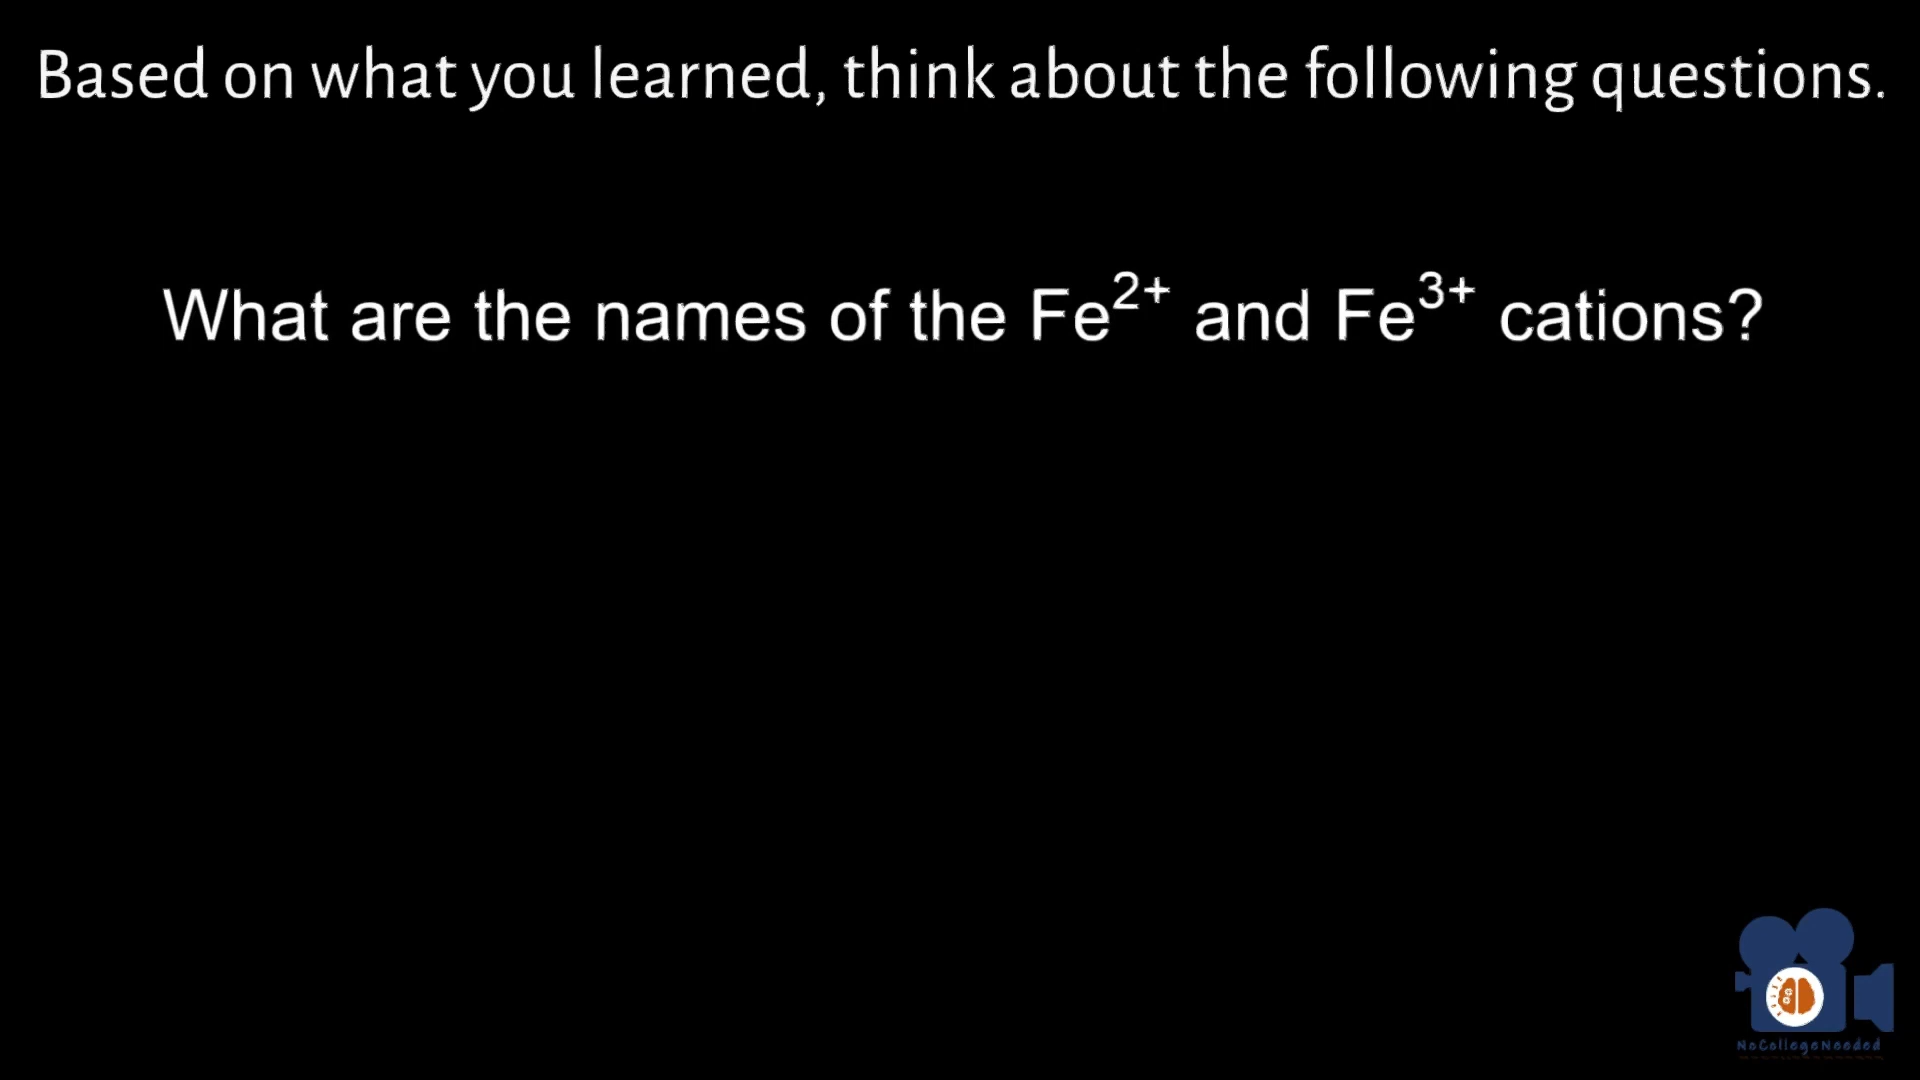 Based on what you learned, think about the following questions.
What are the names of the Fe²⁺ and Fe³⁺ cations?
NoCollegeNeeded